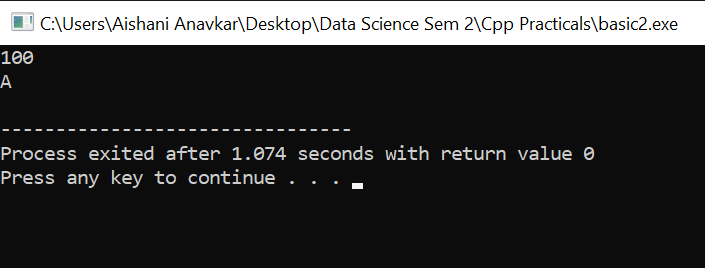 C:\Users\Aishani Anavkar\Desktop\Data Science Sem 2\Cpp Practicals\basic2.exe
100
A
--------------------------------
Process exited after 1.074 seconds with return value 0
Press any key to continue . . .